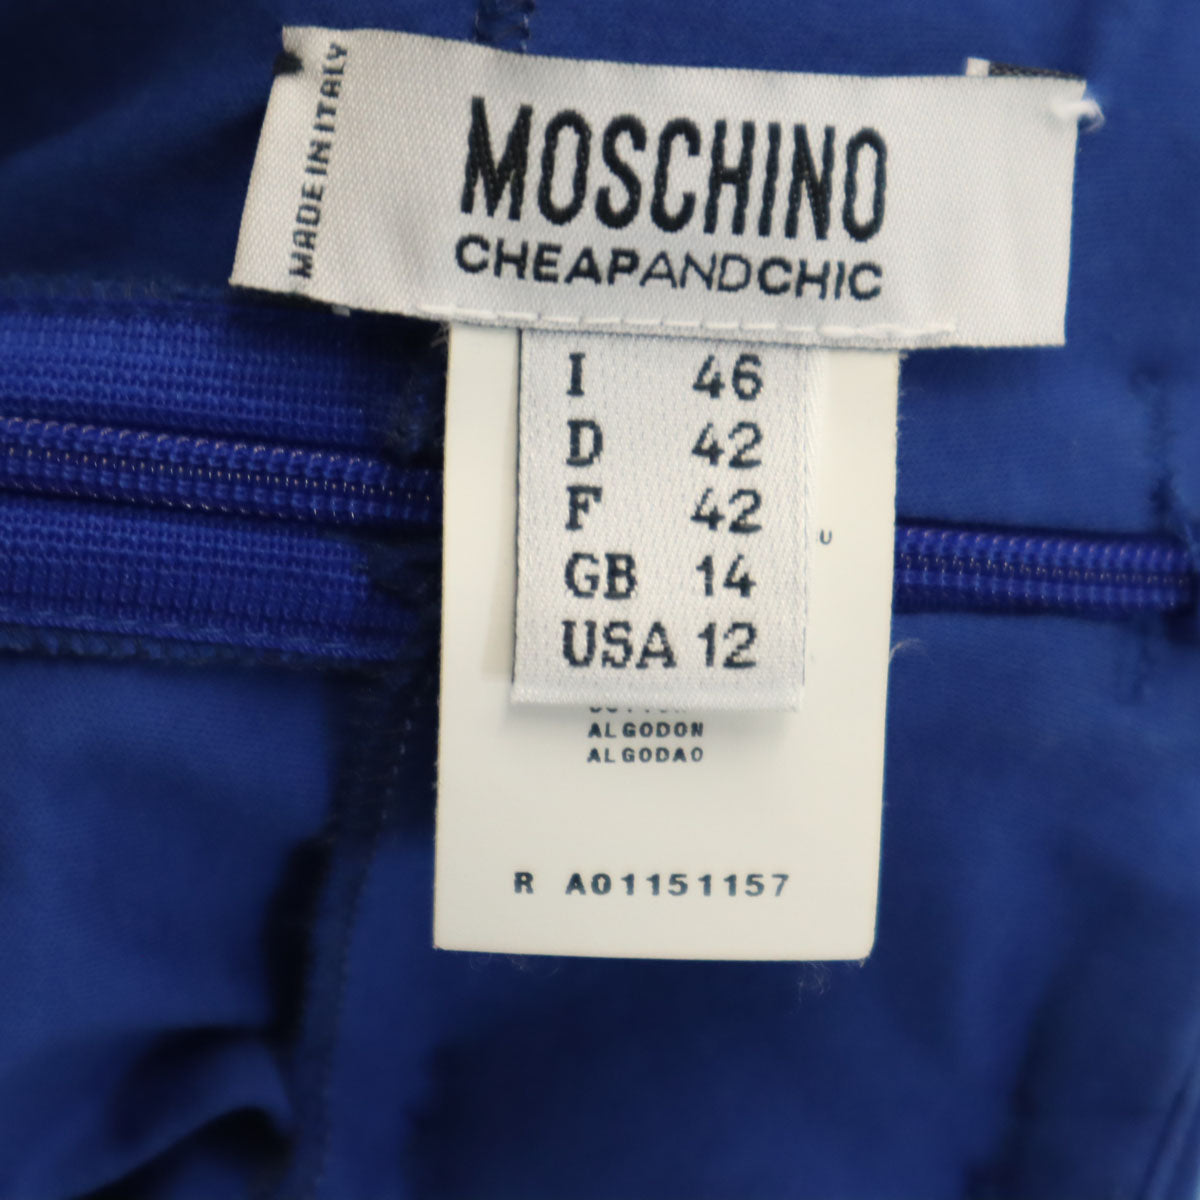 MADE IN ITALY
MOSCHINO
CHEAPANDCHIC
I 46
D 42
F 42
GB 14
USA 12
U
ALGODON
ALGODAO
R A01151157